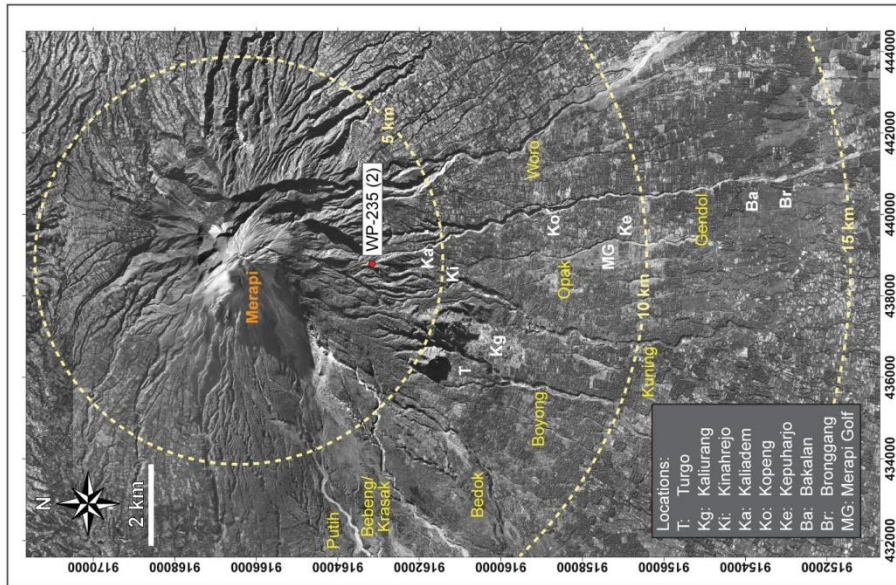 N
2 km
Merapi
5 km
WP-235 (2)
Putih
Bebeng/
Krasak
Bedok
Boyong
Kuning
Opak
Gendol
Woro
T
Kg
Ki
Ka
Ko
MG
Ke
Ba
Br
10 km
15 km
Locations:
T: Turgo
Kg: Kaliurang
Ki: Kinahrejo
Ka: Kaliadem
Ko: Kopeng
Ke: Kepuharjo
Ba: Bakalan
Br: Bronggang
MG: Merapi Golf
9170000
9168000
9166000
9164000
9162000
9160000
9158000
9156000
9154000
9152000
432000
434000
436000
438000
440000
442000
444000